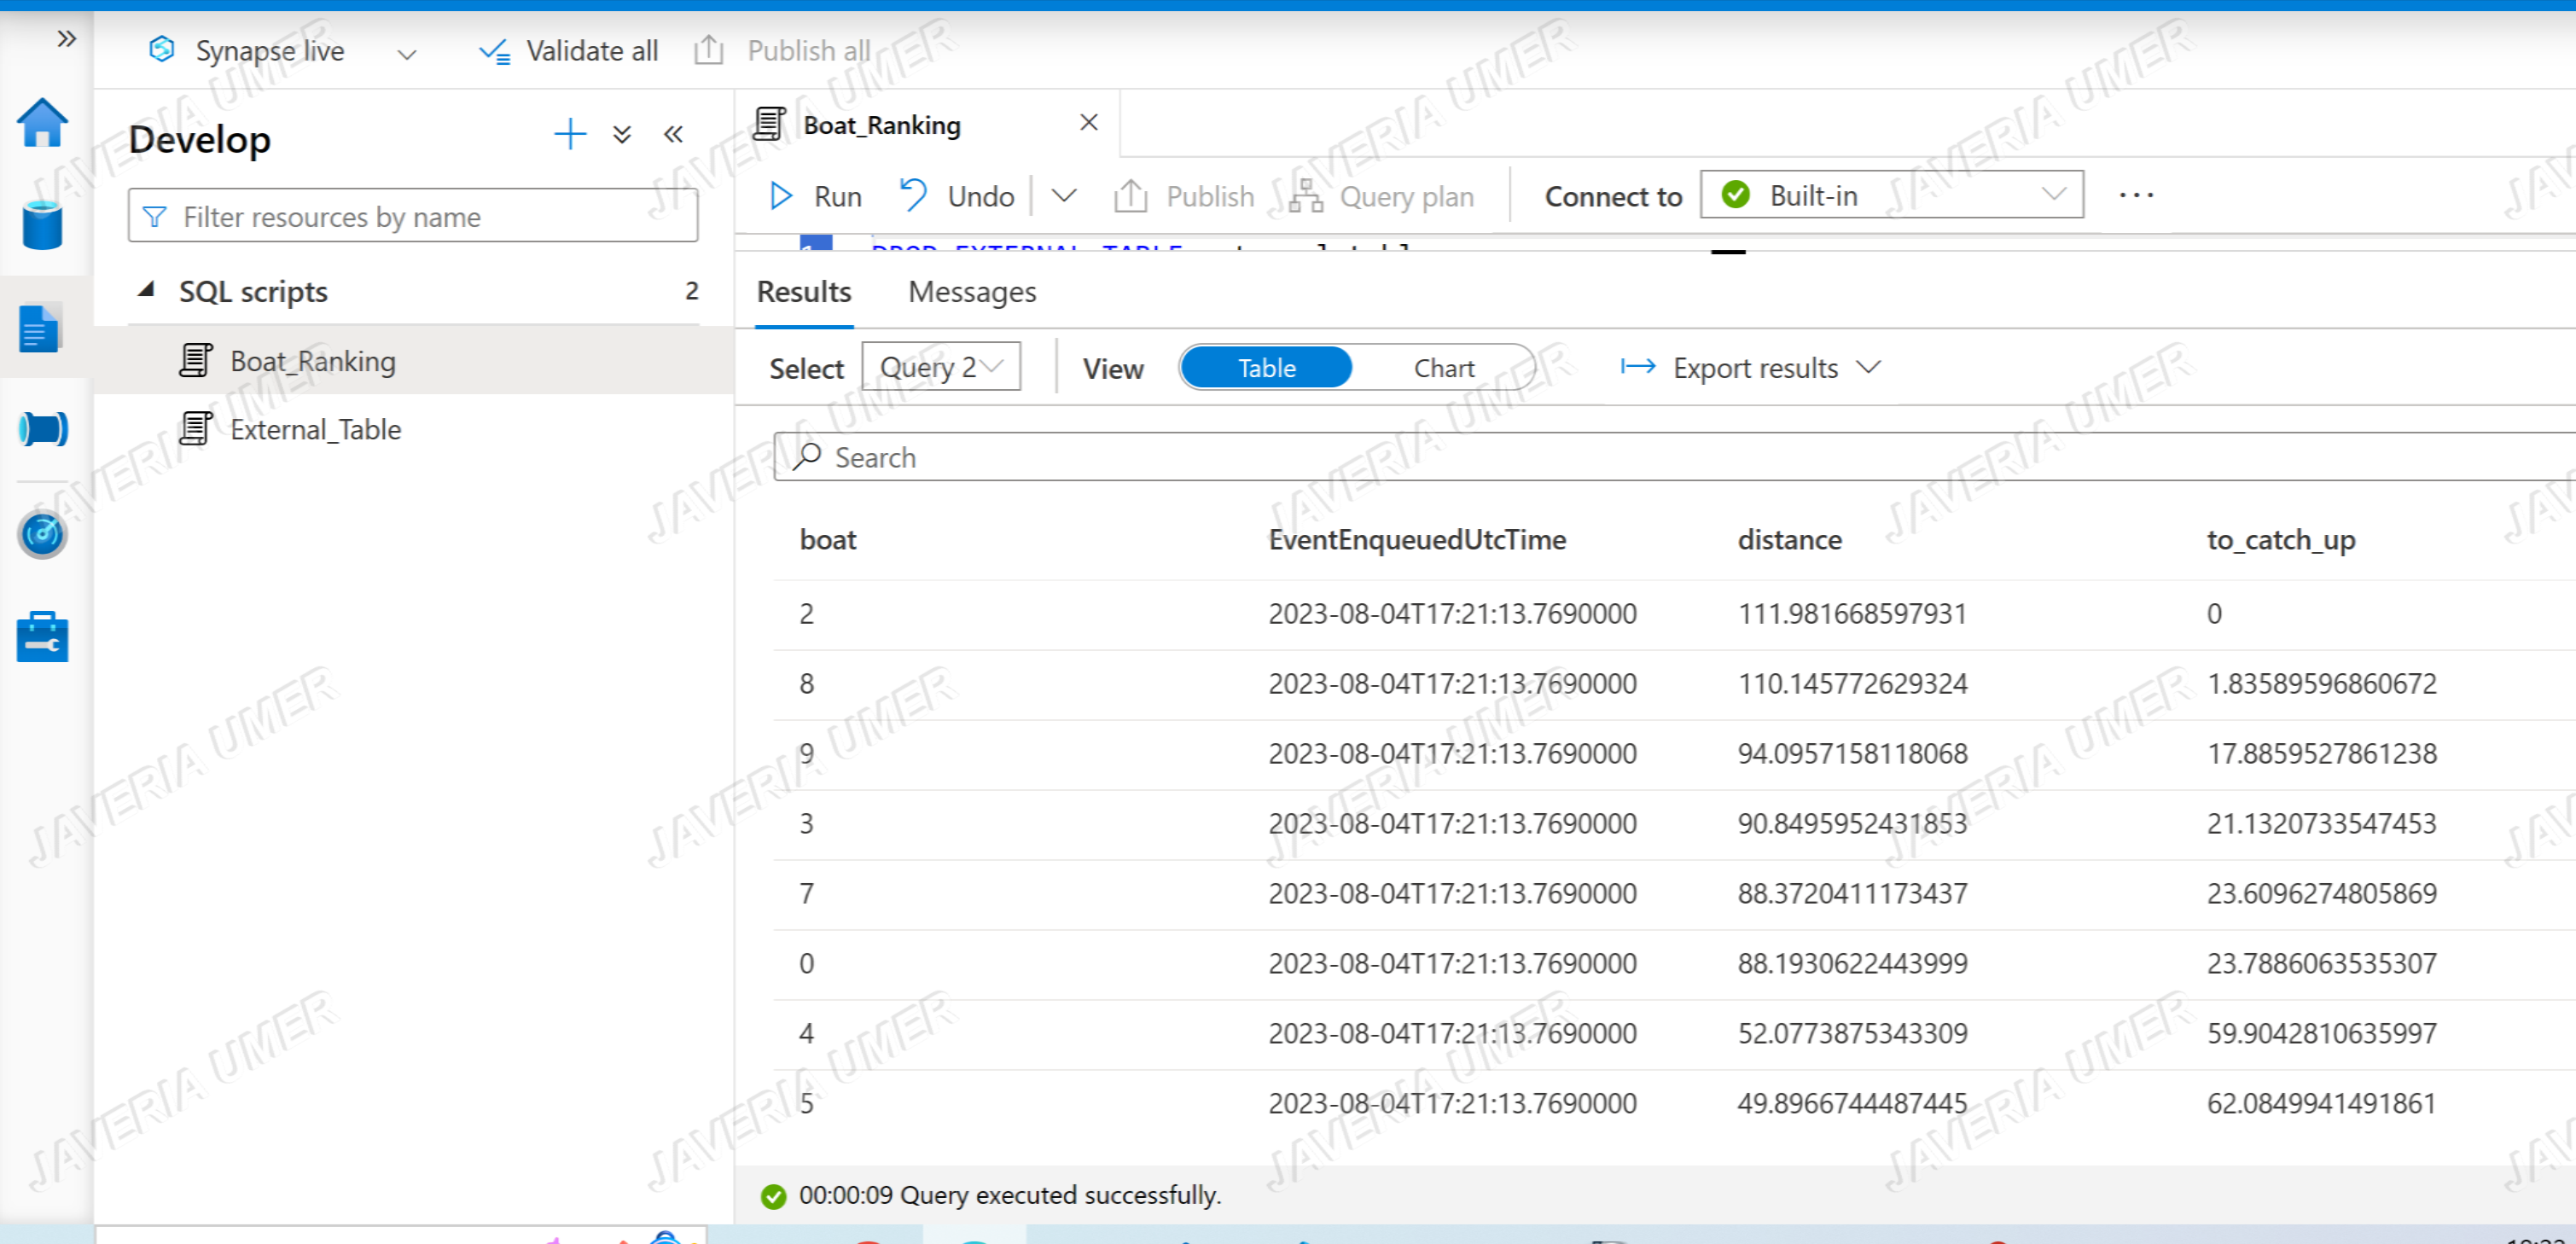 Synapse live Validate all Publish all
Develop
Boat_Ranking
Run Undo Publish Query plan Connect to Built-in ...
Filter resources by name
DROP EXTERNAL TABLE
SQL scripts 2
Boat_Ranking
External_Table
Results Messages
Select Query 2 View Table Chart Export results
Search
boat EventEnqueuedUtcTime distance to_catch_up
2 2023-08-04T17:21:13.7690000 111.981668597931 0
8 2023-08-04T17:21:13.7690000 110.145772629324 1.83589596860672
9 2023-08-04T17:21:13.7690000 94.0957158118068 17.8859527861238
3 2023-08-04T17:21:13.7690000 90.8495952431853 21.1320733547453
7 2023-08-04T17:21:13.7690000 88.3720411173437 23.6096274805869
0 2023-08-04T17:21:13.7690000 88.1930622443999 23.7886063535307
4 2023-08-04T17:21:13.7690000 52.0773875343309 59.9042810635997
5 2023-08-04T17:21:13.7690000 49.8966744487445 62.0849941491861
00:00:09 Query executed successfully.
JAVERIA UMER